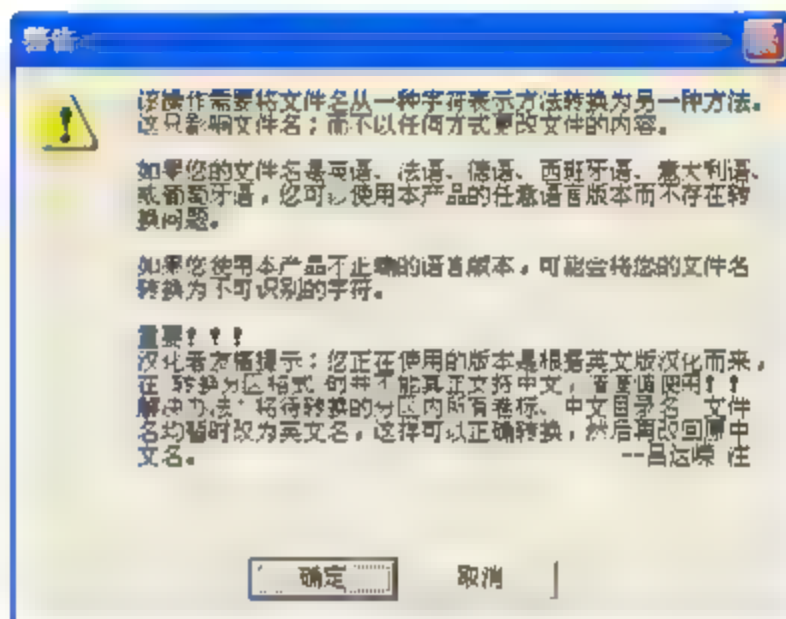 警告
该操作需要将文件名从一种字符表示方法转换为另一种方法。
这只影响文件名；而不以任何方式更改文件的内容。
如果您的文件名是英语、法语、德语、西班牙语、意大利语、
或葡萄牙语，您可以使用本产品的任意语言版本而不存在转
换问题。
如果您使用本产品不正确的语言版本，可能会将您的文件名
转换为不可识别的字符。
重要！！！
汉化者友情提示：您正在使用的版本是根据英文版汉化而来，
在 转换分区格式 时并不能真正支持中文，请谨慎使用！！
解决办法 将待转换的分区内所有卷标、中文目录名 文件
名均暂时改为英文名，这样可以正确转换，然后再改回原中
文名。
确定
取消